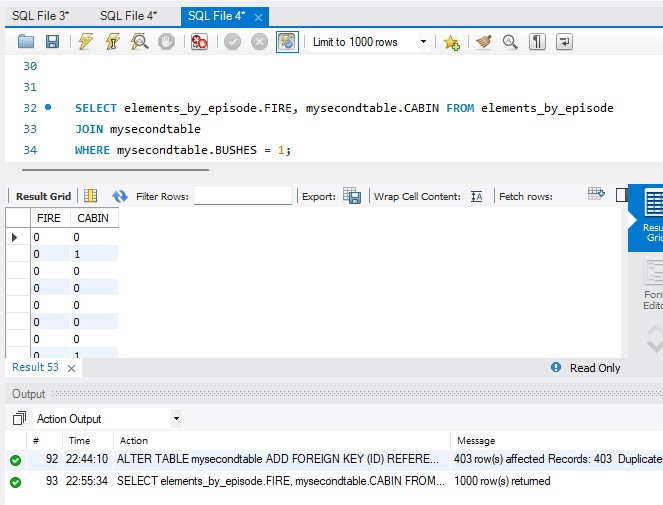 SQL File 3* SQL File 4* SQL File 4* ×
Limit to 1000 rows
30
31
32 SELECT elements_by_episode.FIRE, mysecondtable.CABIN FROM elements_by_episode
33 JOIN mysecondtable
34 WHERE mysecondtable.BUSHES = 1;
Result Grid Filter Rows: Export: Wrap Cell Content: IA Fetch rows:
FIRE CABIN
0 0
0 1
0 0
0 0
0 0
0 0
0 0
0 1
Resu
Gric
Forr
Edito
Result 53 × Read Only
Output
Action Output
# Time Action Message
92 22:44:10 ALTER TABLE mysecondtable ADD FOREIGN KEY (ID) REFERE... 403 row(s) affected Records: 403 Duplicate
93 22:55:34 SELECT elements_by_episode.FIRE, mysecondtable.CABIN FROM... 1000 row(s) returned